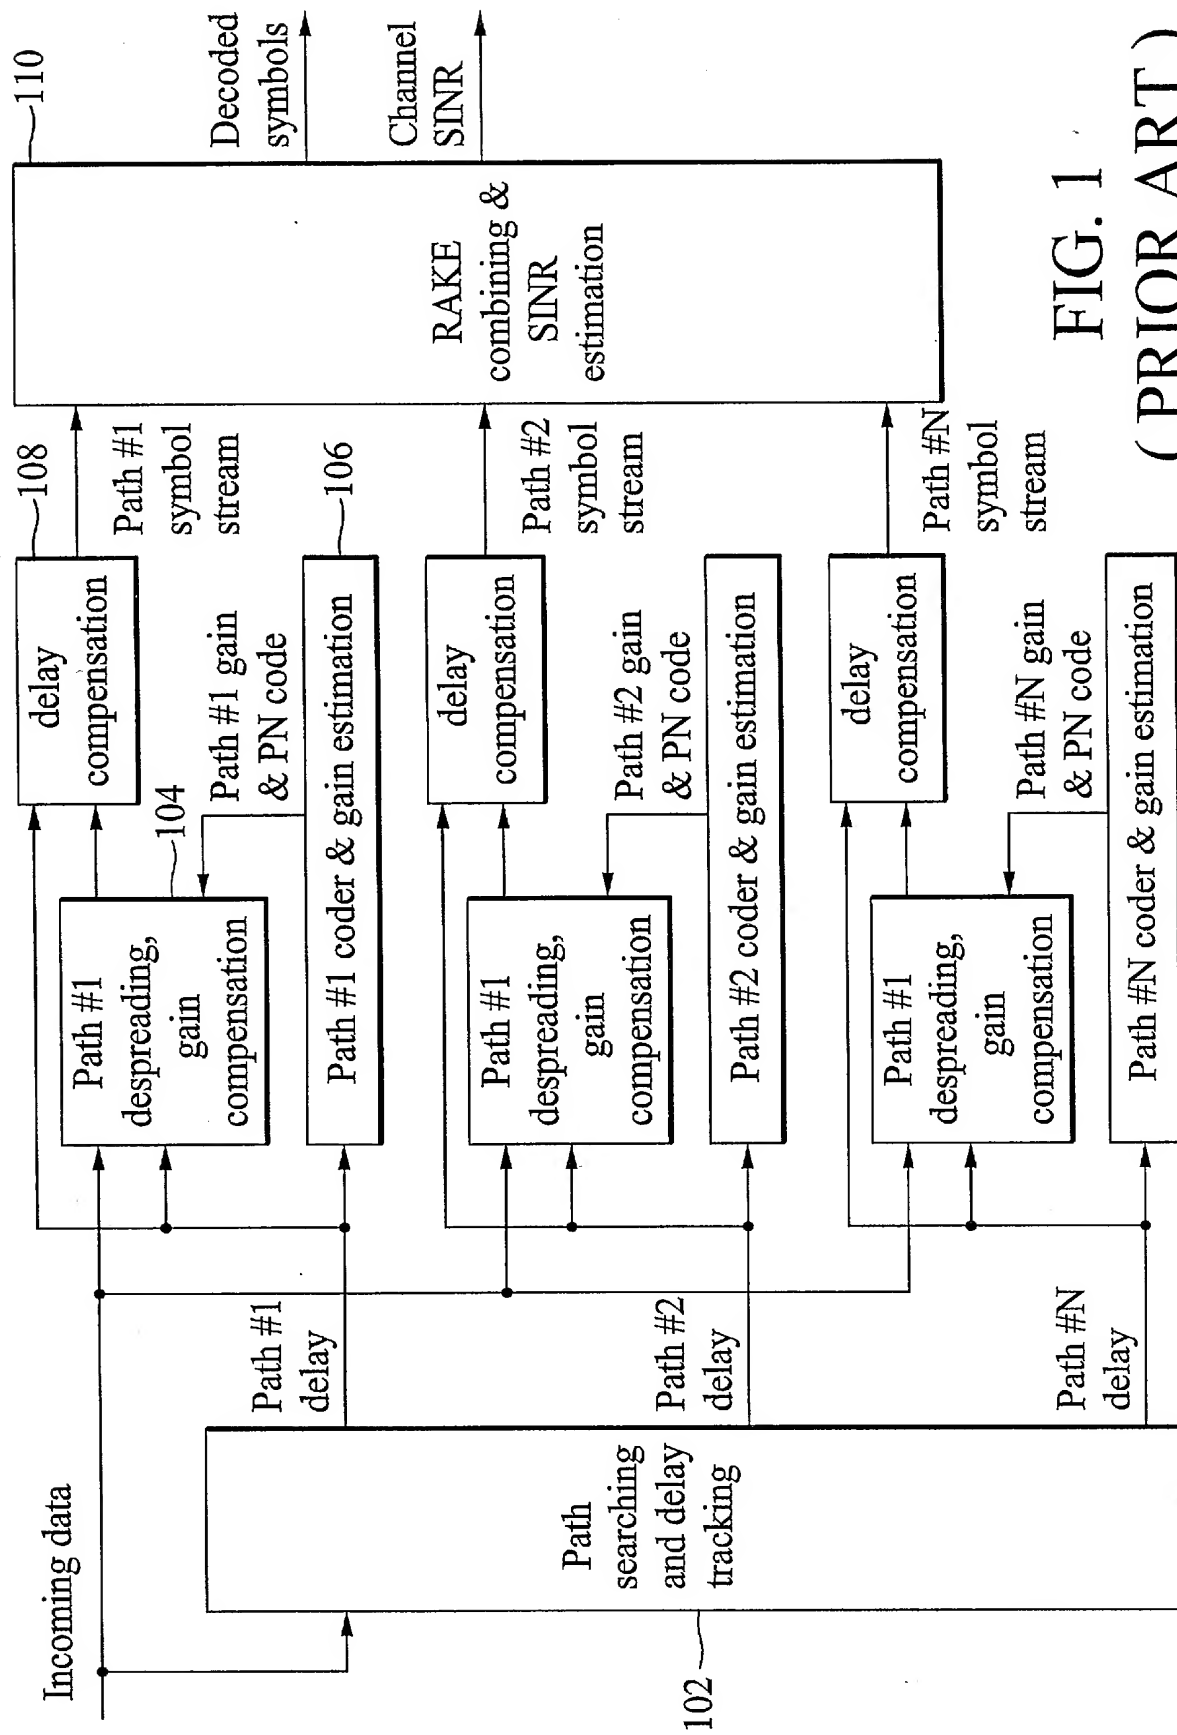 Incoming data
102
Path
searching
and delay
tracking
Path #1
delay
Path #2
delay
Path #N
delay
Path #1
despreading,
gain
compensation
104
delay
compensation
108
Path #1 gain
& PN code
Path #1 coder & gain estimation
106
Path #1
symbol
stream
Path #1
despreading,
gain
compensation
delay
compensation
Path #2 gain
& PN code
Path #2 coder & gain estimation
Path #2
symbol
stream
Path #1
despreading,
gain
compensation
delay
compensation
Path #N gain
& PN code
Path #N coder & gain estimation
Path #N
symbol
stream
RAKE
combining &
SINR
estimation
110
Decoded
symbols
Channel
SINR
FIG. 1
( PRIOR ART )